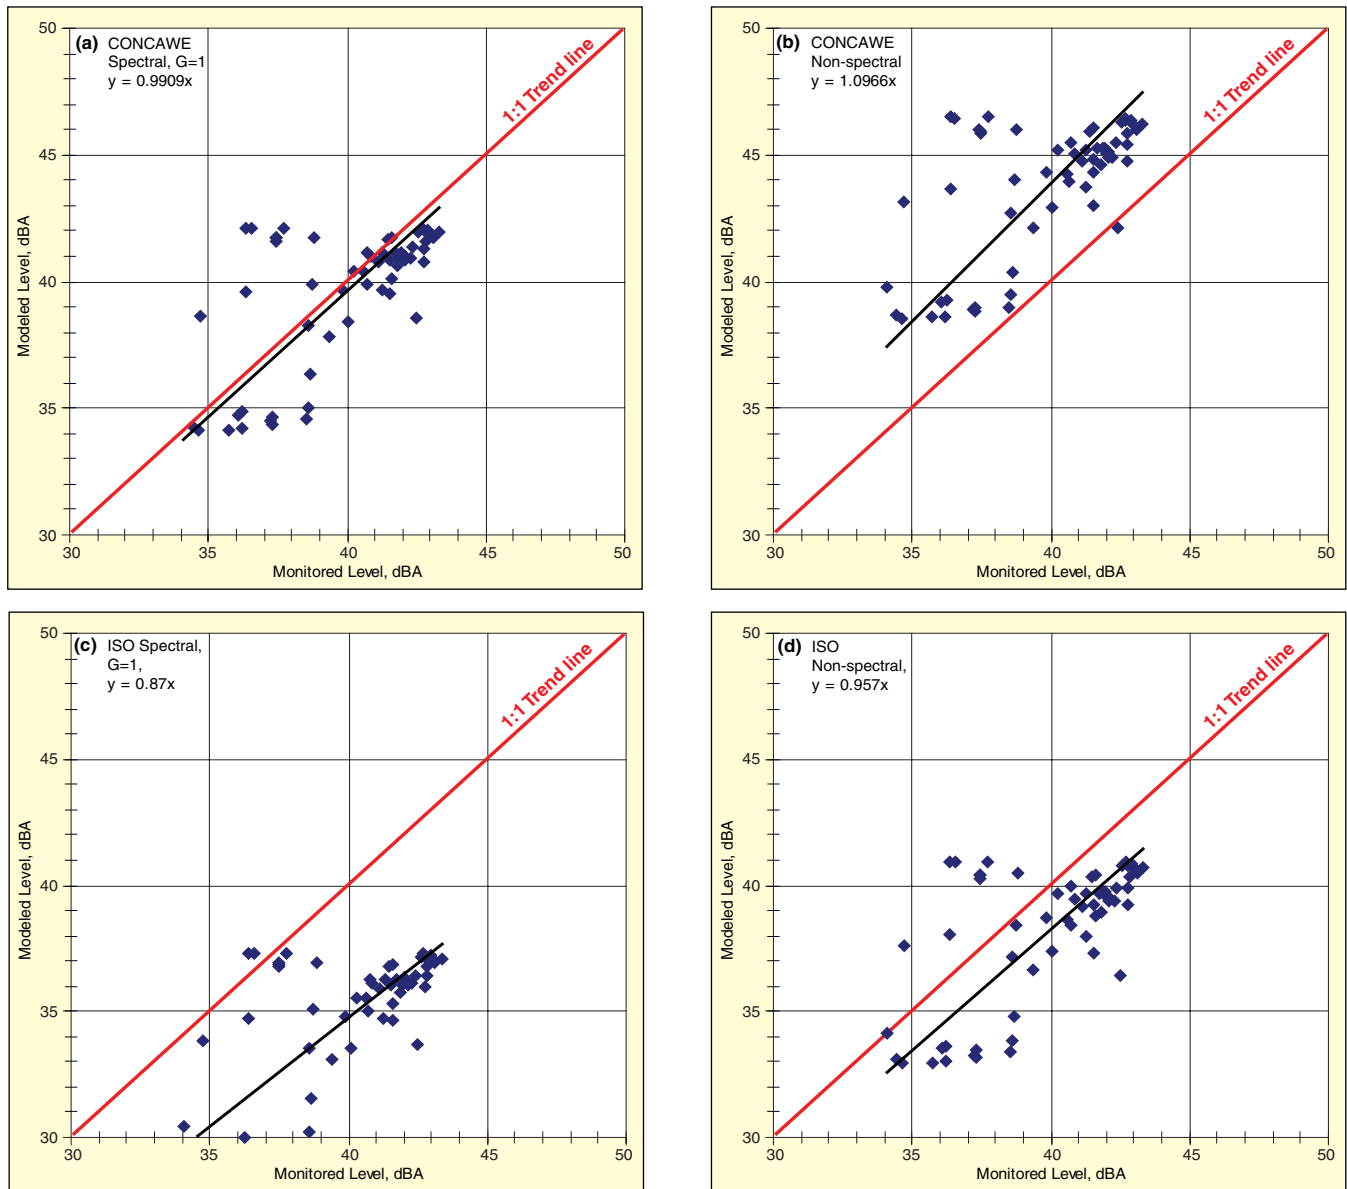 (a) CONCAWE
Spectral, G=1
y = 0.9909x
1:1 Trend line
50
45
40
35
30
Modeled Level, dBA
30 35 40 45 50
Monitored Level, dBA
(b) CONCAWE
Non-spectral
y = 1.0966x
1:1 Trend line
50
45
40
35
30
Modeled Level, dBA
30 35 40 45 50
Monitored Level, dBA
(c) ISO Spectral,
G=1,
y = 0.87x
1:1 Trend line
50
45
40
35
30
Modeled Level, dBA
30 35 40 45 50
Monitored Level, dBA
(d) ISO
Non-spectral,
y = 0.957x
1:1 Trend line
50
45
40
35
30
Modeled Level, dBA
30 35 40 45 50
Monitored Level, dBA